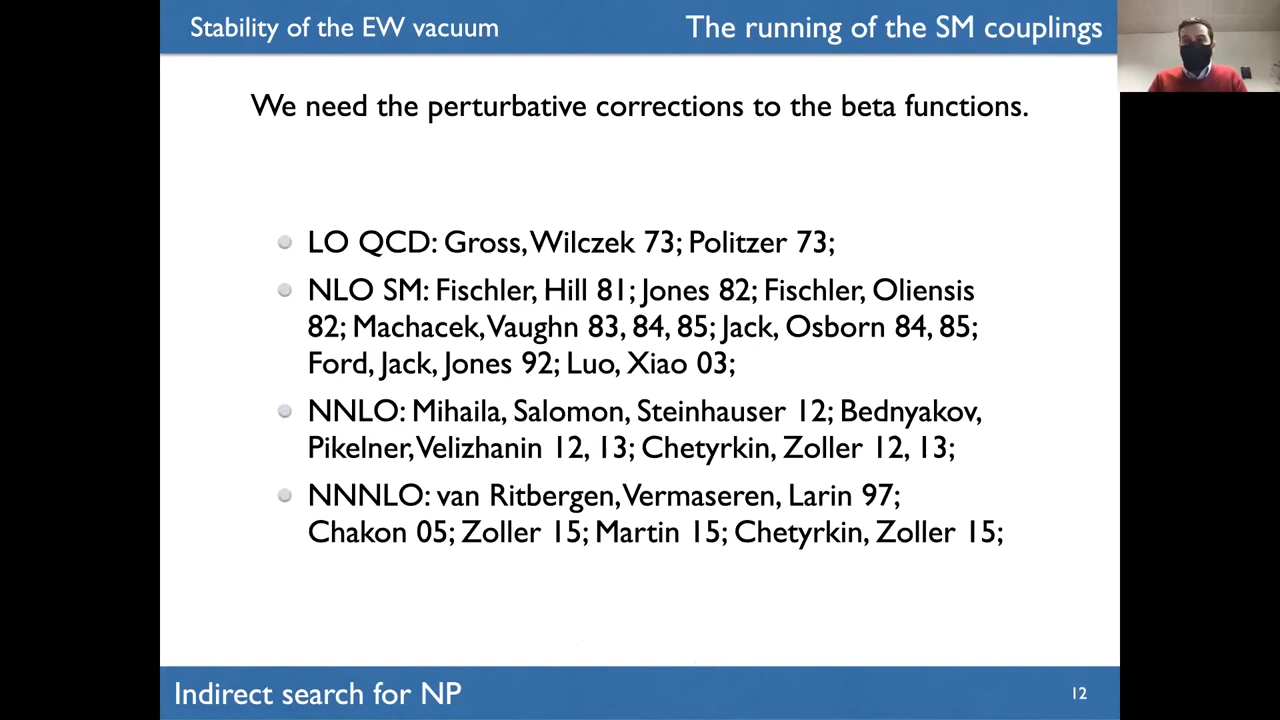 Stability of the EW vacuum
The running of the SM couplings
We need the perturbative corrections to the beta functions.
LO QCD: Gross, Wilczek 73; Politzer 73;
NLO SM: Fischler, Hill 81; Jones 82; Fischler, Oliensis
82; Machacek, Vaughn 83, 84, 85; Jack, Osborn 84, 85;
Ford, Jack, Jones 92; Luo, Xiao 03;
NNLO: Mihaila, Salomon, Steinhauser 12; Bednyakov,
Pikelner, Velizhanin 12, 13; Chetyrkin, Zoller 12, 13;
NNNLO: van Ritbergen, Vermaseren, Larin 97;
Chakon 05; Zoller 15; Martin 15; Chetyrkin, Zoller 15;
Indirect search for NP
12